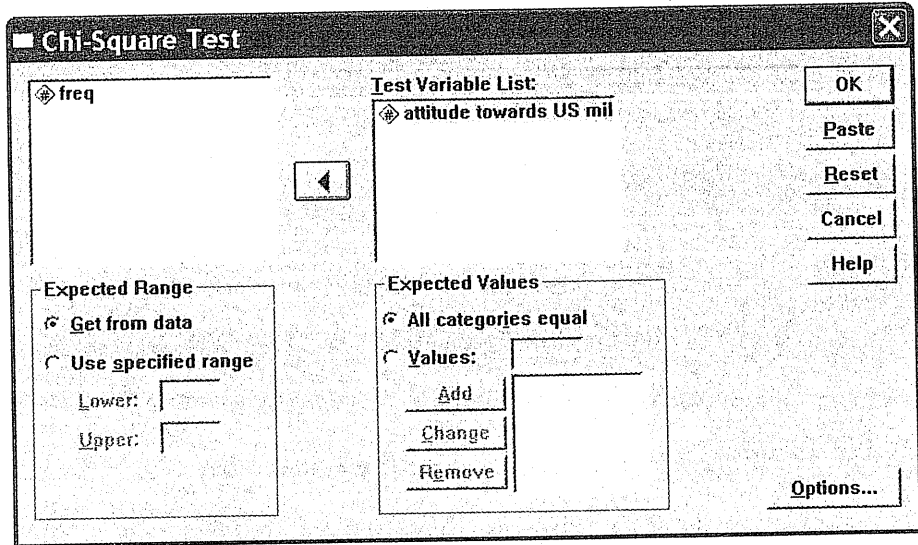 Chi-Square Test
freq
Test Variable List:
attitude towards US mil
OK
Paste
Reset
Cancel
Help
Expected Range
Get from data
Use specified range
Lower:
Upper:
Expected Values
All categories equal
Values:
Add
Change
Remove
Options...